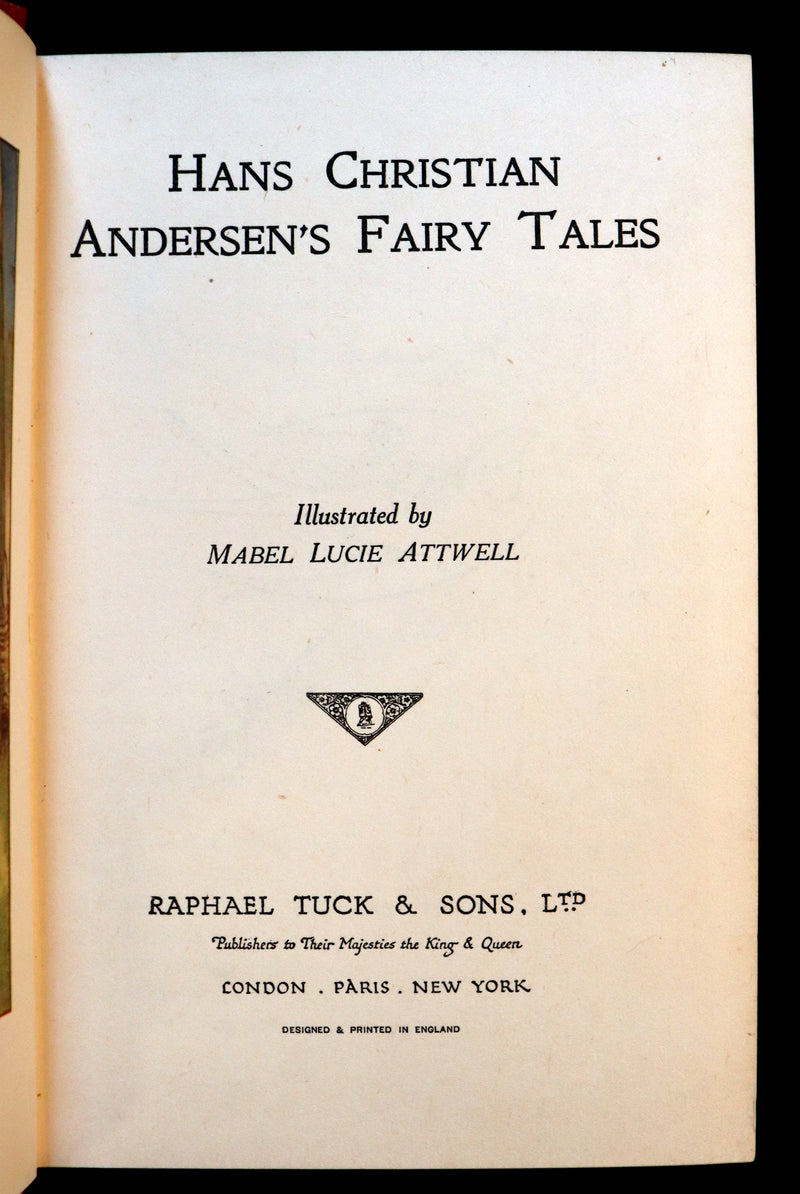 HANS CHRISTIAN
ANDERSEN'S FAIRY TALES
Illustrated by
MABEL LUCIE ATTWELL
RAPHAEL TUCK & SONS, LTD
Publishers to Their Majesties the King & Queen
LONDON . PARIS . NEW YORK
DESIGNED & PRINTED IN ENGLAND